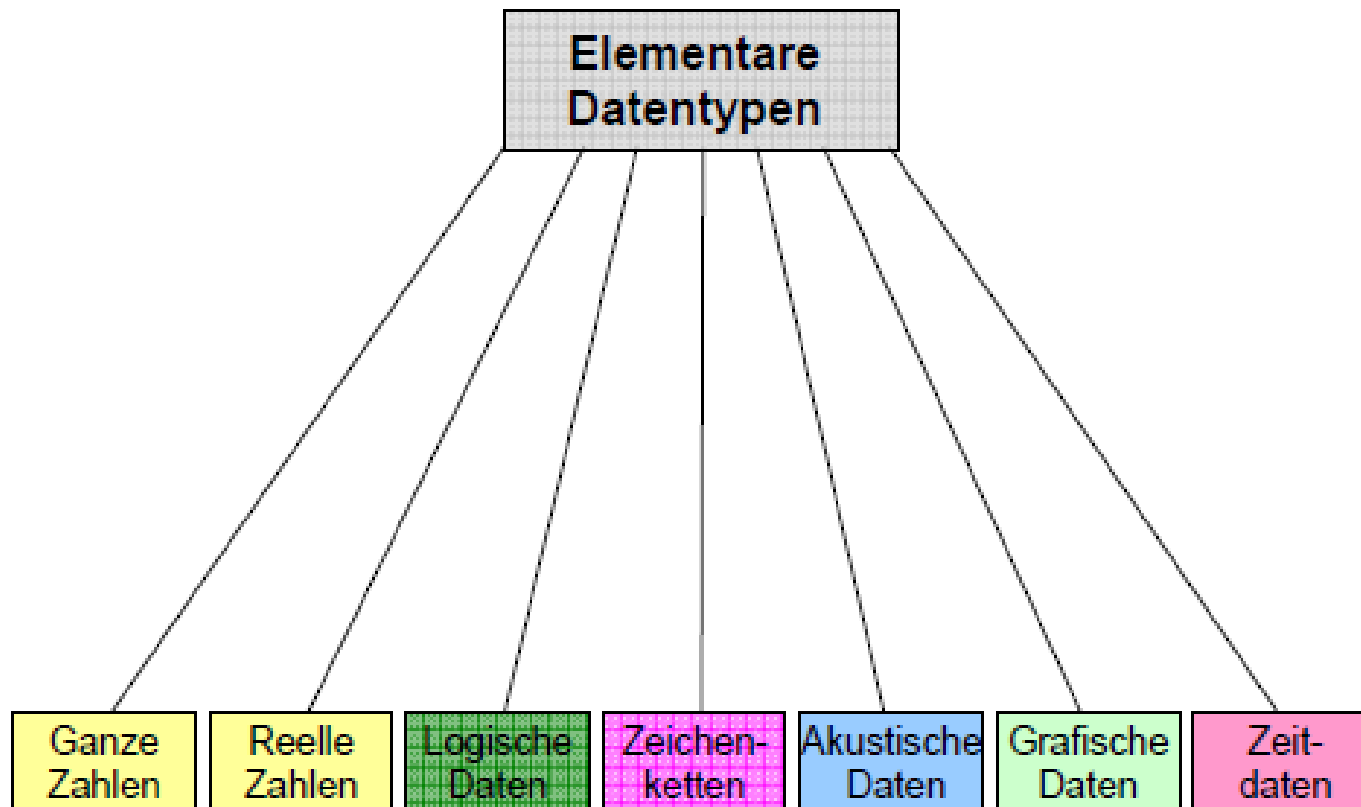 Elementare
Datentypen
Ganze
Zahlen
Reelle
Zahlen
Logische
Daten
Zeichen-
ketten
Akustische
Daten
Grafische
Daten
Zeit-
daten